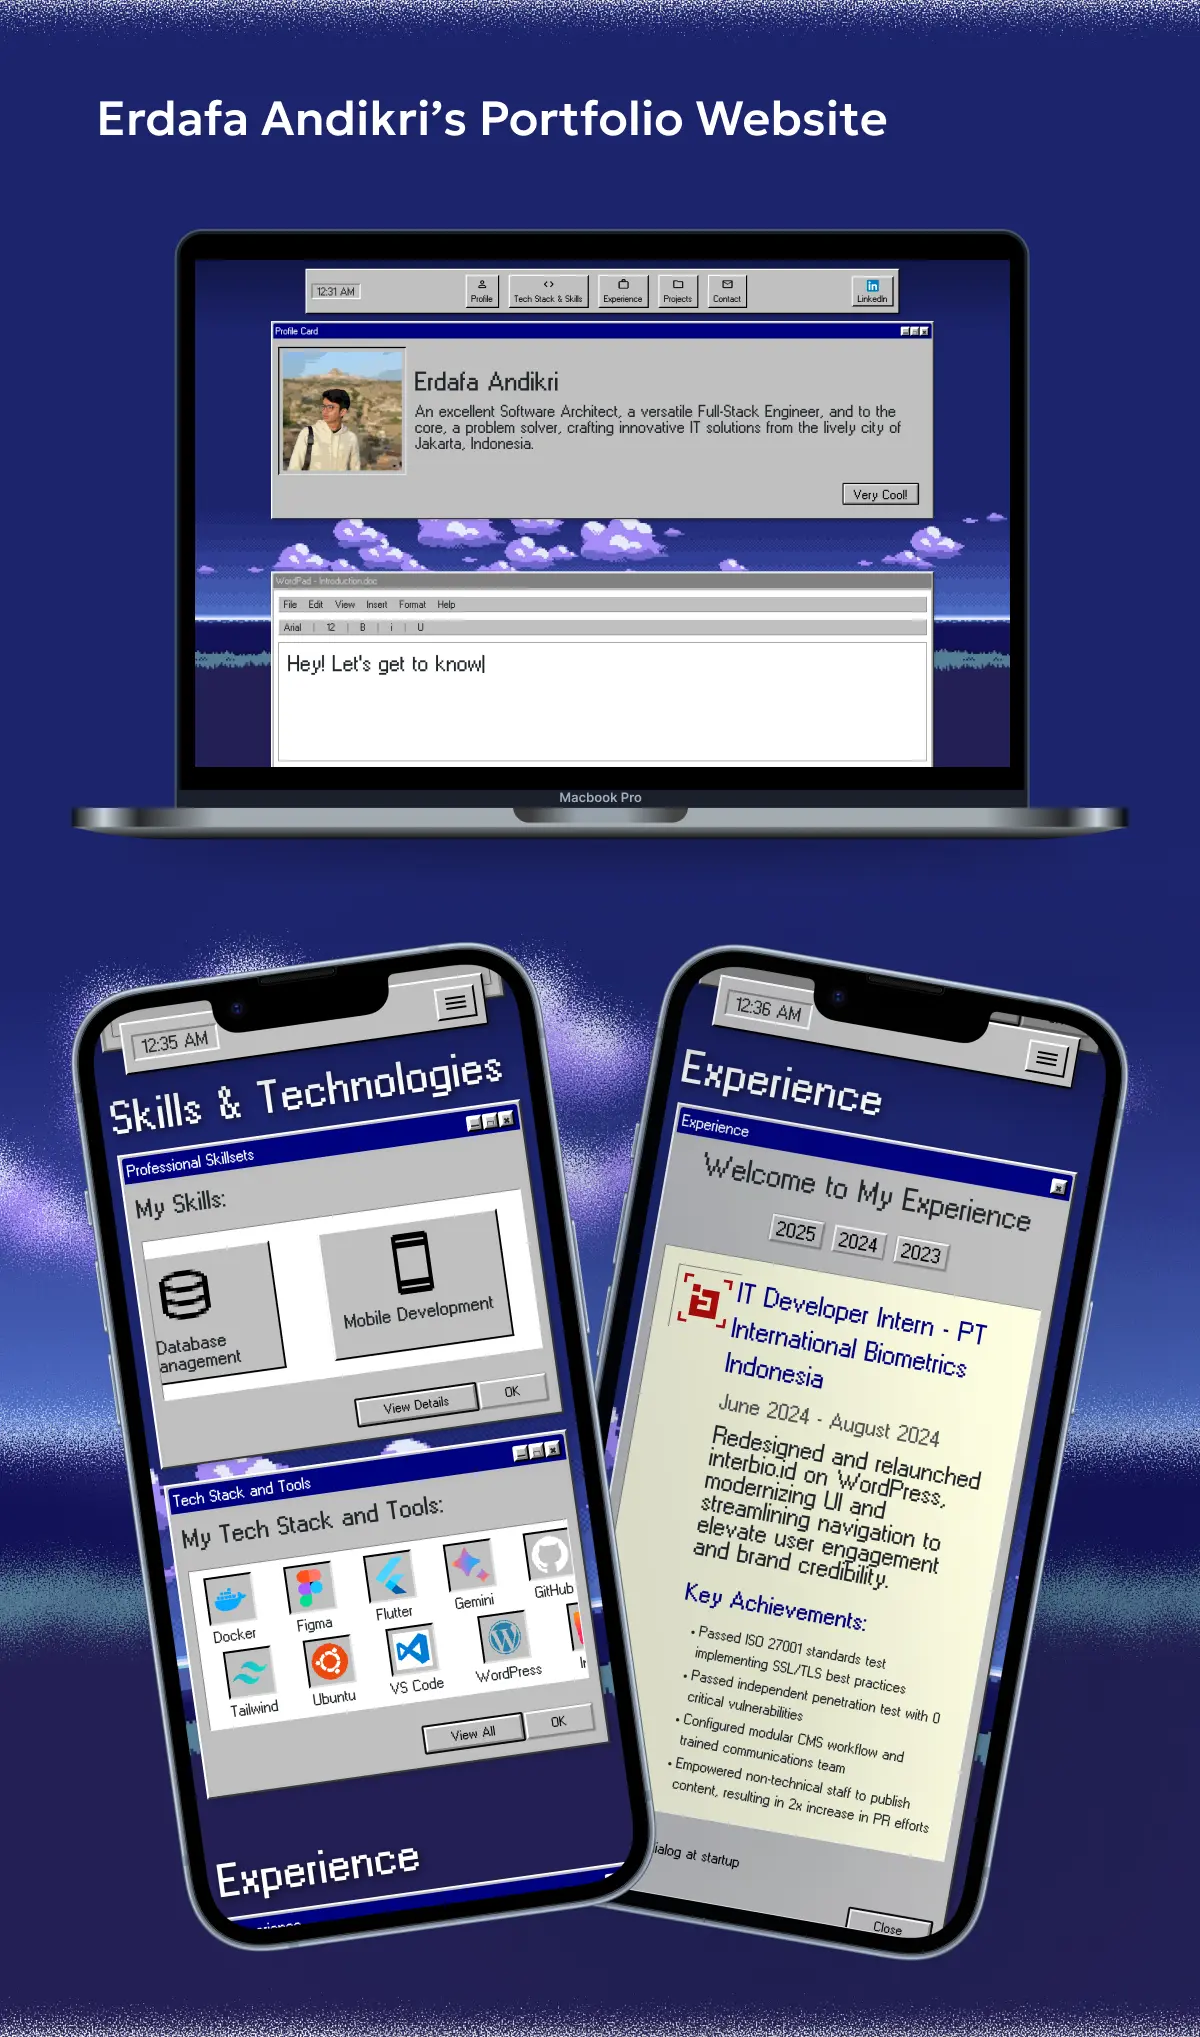 Erdafa Andikri’s Portfolio Website
12:31 AM
Profile
Tech Stack & Skills
Experience
Projects
Contact
LinkedIn
Profile Card
Erdafa Andikri
An excellent Software Architect, a versatile Full-Stack Engineer, and to the
core, a problem solver, crafting innovative IT solutions from the lively city of
Jakarta, Indonesia.
Very Cool!
WordPad - Introduction.doc
File Edit View Insert Format Help
Arial | 12 | B | i | U
Hey! Let's get to know
Macbook Pro
12:35 AM
Skills & Technologies
Professional Skillsets
My Skills:
Database
anagement
Mobile Development
View Details
OK
Tech Stack and Tools
My Tech Stack and Tools:
Docker
Figma
Flutter
Gemini
GitHub
Tailwind
Ubuntu
VS Code
WordPress
View All
OK
Experience
12:36 AM
Experience
Experience
Welcome to My Experience
2025
2024
2023
IT Developer Intern - PT
International Biometrics
Indonesia
June 2024 - August 2024
Redesigned and relaunched
interbio.id on WordPress,
modernizing UI and
streamlining navigation to
elevate user engagement
and brand credibility.
Key Achievements:
• Passed ISO 27001 standards test
implementing SSL/TLS best practices
• Passed independent penetration test with 0
critical vulnerabilities
• Configured modular CMS workflow and
trained communications team
• Empowered non-technical staff to publish
content, resulting in 2x increase in PR efforts
ialog at startup
Close